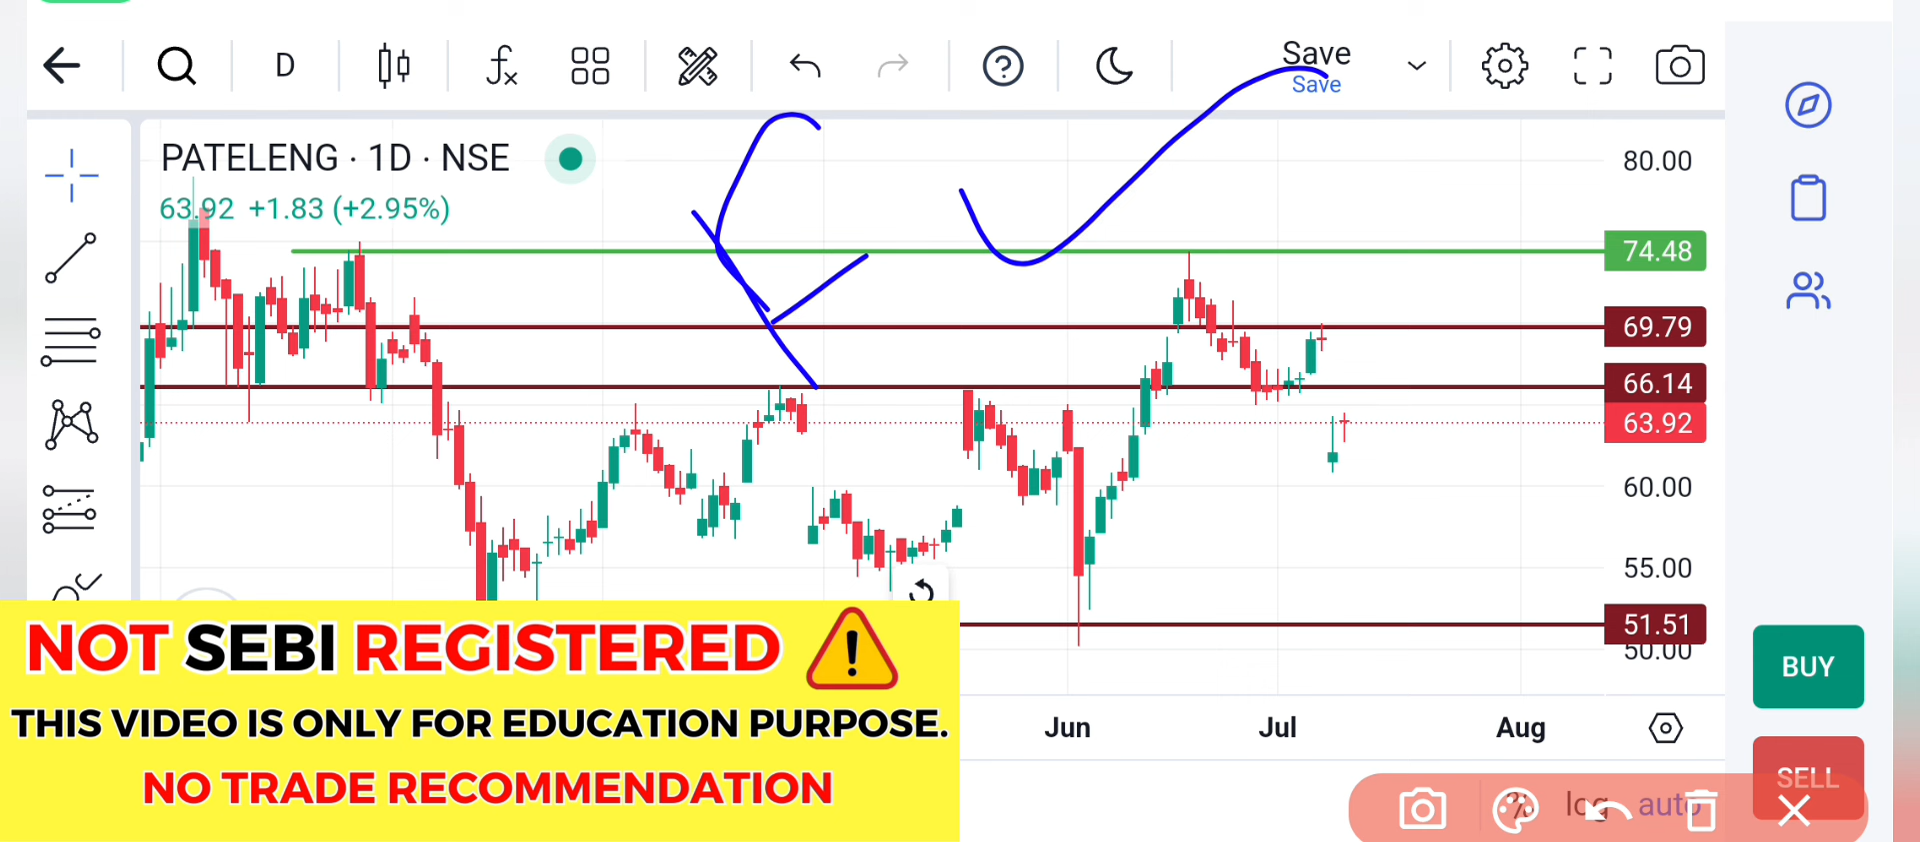 D
Save
Save
PATELENG · 1D · NSE
63.92 +1.83 (+2.95%)
80.00
74.48
69.79
66.14
63.92
60.00
55.00
51.51
50.00
NOT SEBI REGISTERED
THIS VIDEO IS ONLY FOR EDUCATION PURPOSE.
NO TRADE RECOMMENDATION
Jun Jul Aug
BUY
SELL
% log auto